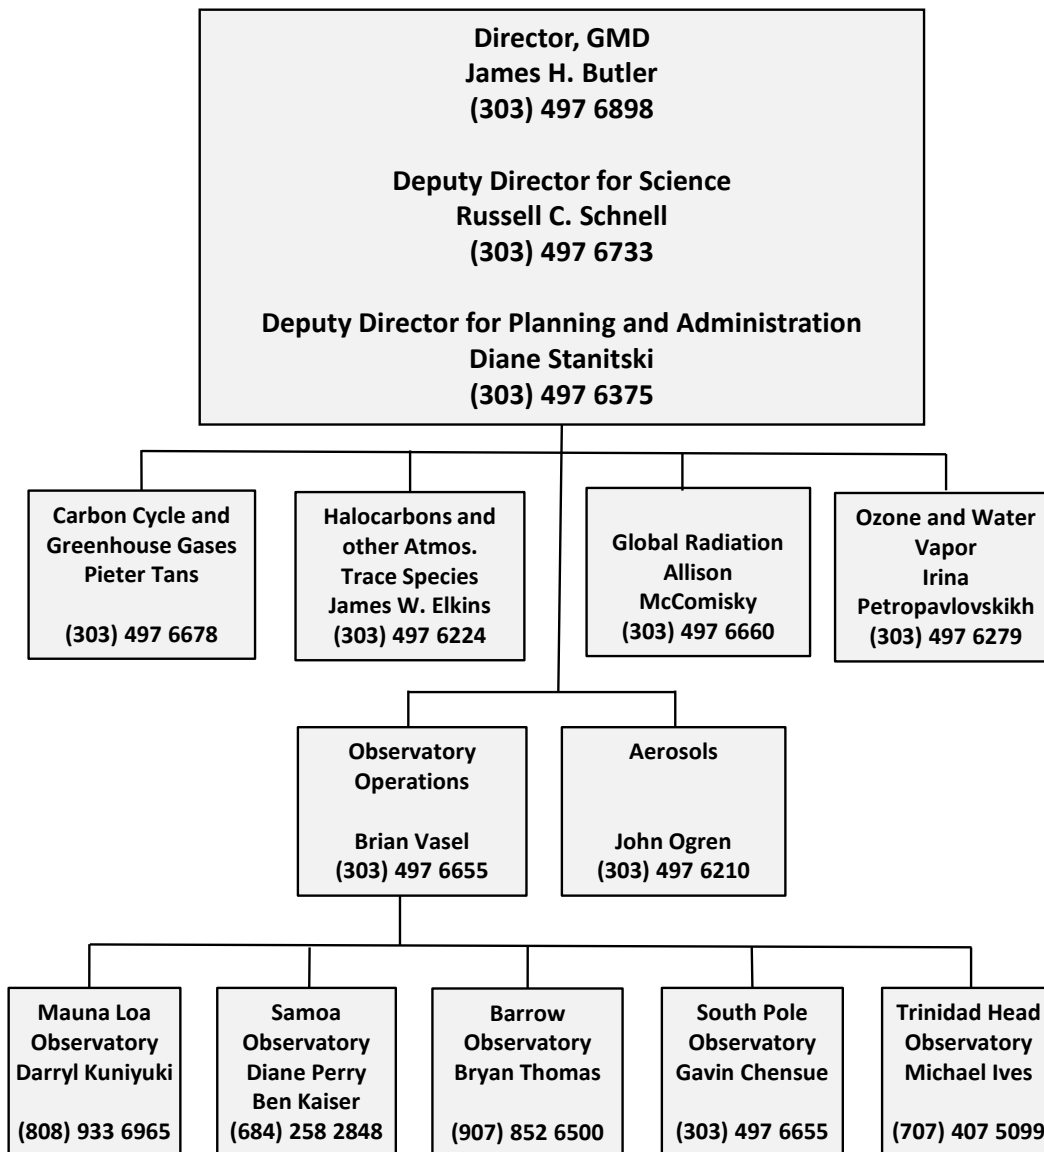 Director, GMD
James H. Butler
(303) 497 6898
Deputy Director for Science
Russell C. Schnell
(303) 497 6733
Deputy Director for Planning and Administration
Diane Stanitski
(303) 497 6375
Carbon Cycle and
Greenhouse Gases
Pieter Tans
(303) 497 6678
Halocarbons and
other Atmos.
Trace Species
James W. Elkins
(303) 497 6224
Global Radiation
Allison
McComisky
(303) 497 6660
Ozone and Water
Vapor
Irina
Petropavlovskikh
(303) 497 6279
Observatory
Operations
Brian Vasel
(303) 497 6655
Aerosols
John Ogren
(303) 497 6210
Mauna Loa
Observatory
Darryl Kuniyuki
(808) 933 6965
Samoa
Observatory
Diane Perry
Ben Kaiser
(684) 258 2848
Barrow
Observatory
Bryan Thomas
(907) 852 6500
South Pole
Observatory
Gavin Chensue
(303) 497 6655
Trinidad Head
Observatory
Michael Ives
(707) 407 5099